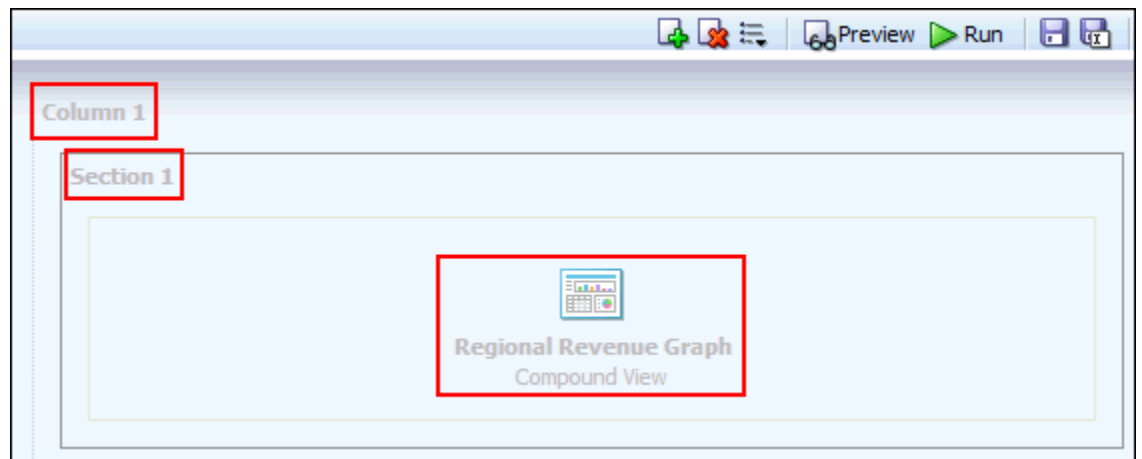 Preview Run
Column 1
Section 1
Regional Revenue Graph
Compound View